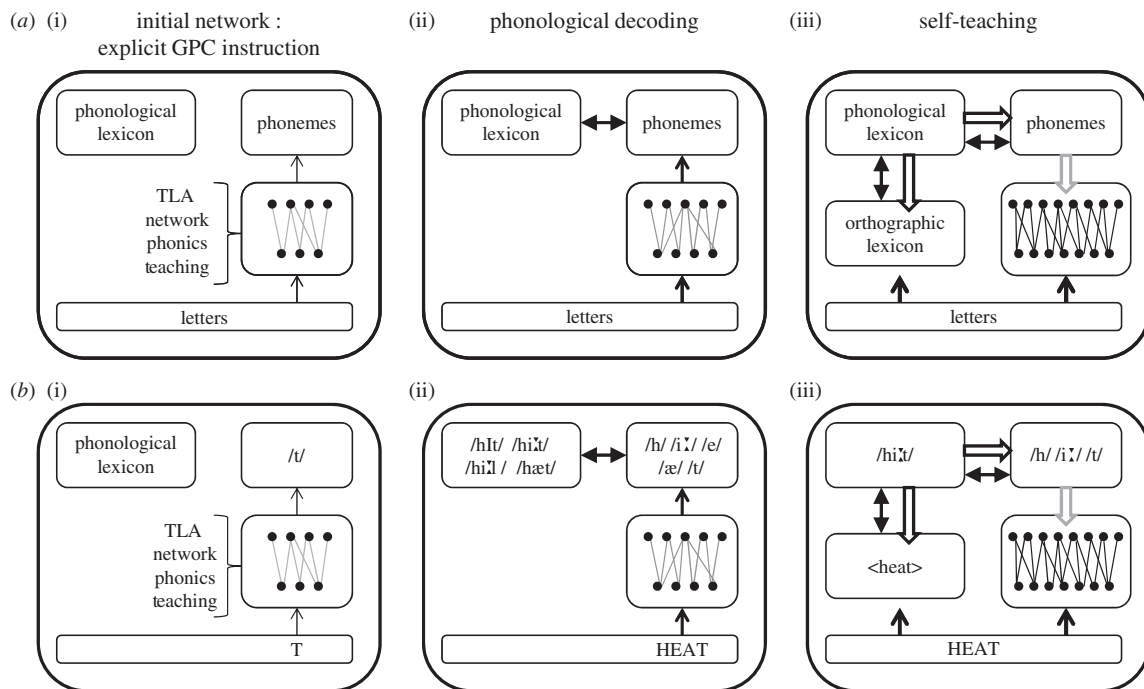 (a) (i) initial network : (ii) phonological decoding (iii) self-teaching
explicit GPC instruction
phonological
lexicon
phonemes
TLA
network
phonics
teaching
letters
phonological
lexicon
phonemes
letters
phonological
lexicon
phonemes
orthographic
lexicon
letters
(b) (i) (ii) (iii)
phonological
lexicon
/t/
TLA
network
phonics
teaching
T
/hIt/ /hiːt/
/hiːl / /hæt/
/h/ /iː/ /e/
/æ/ /t/
HEAT
/hiːt/
/h/ /iː/ /t/
<heat>
HEAT